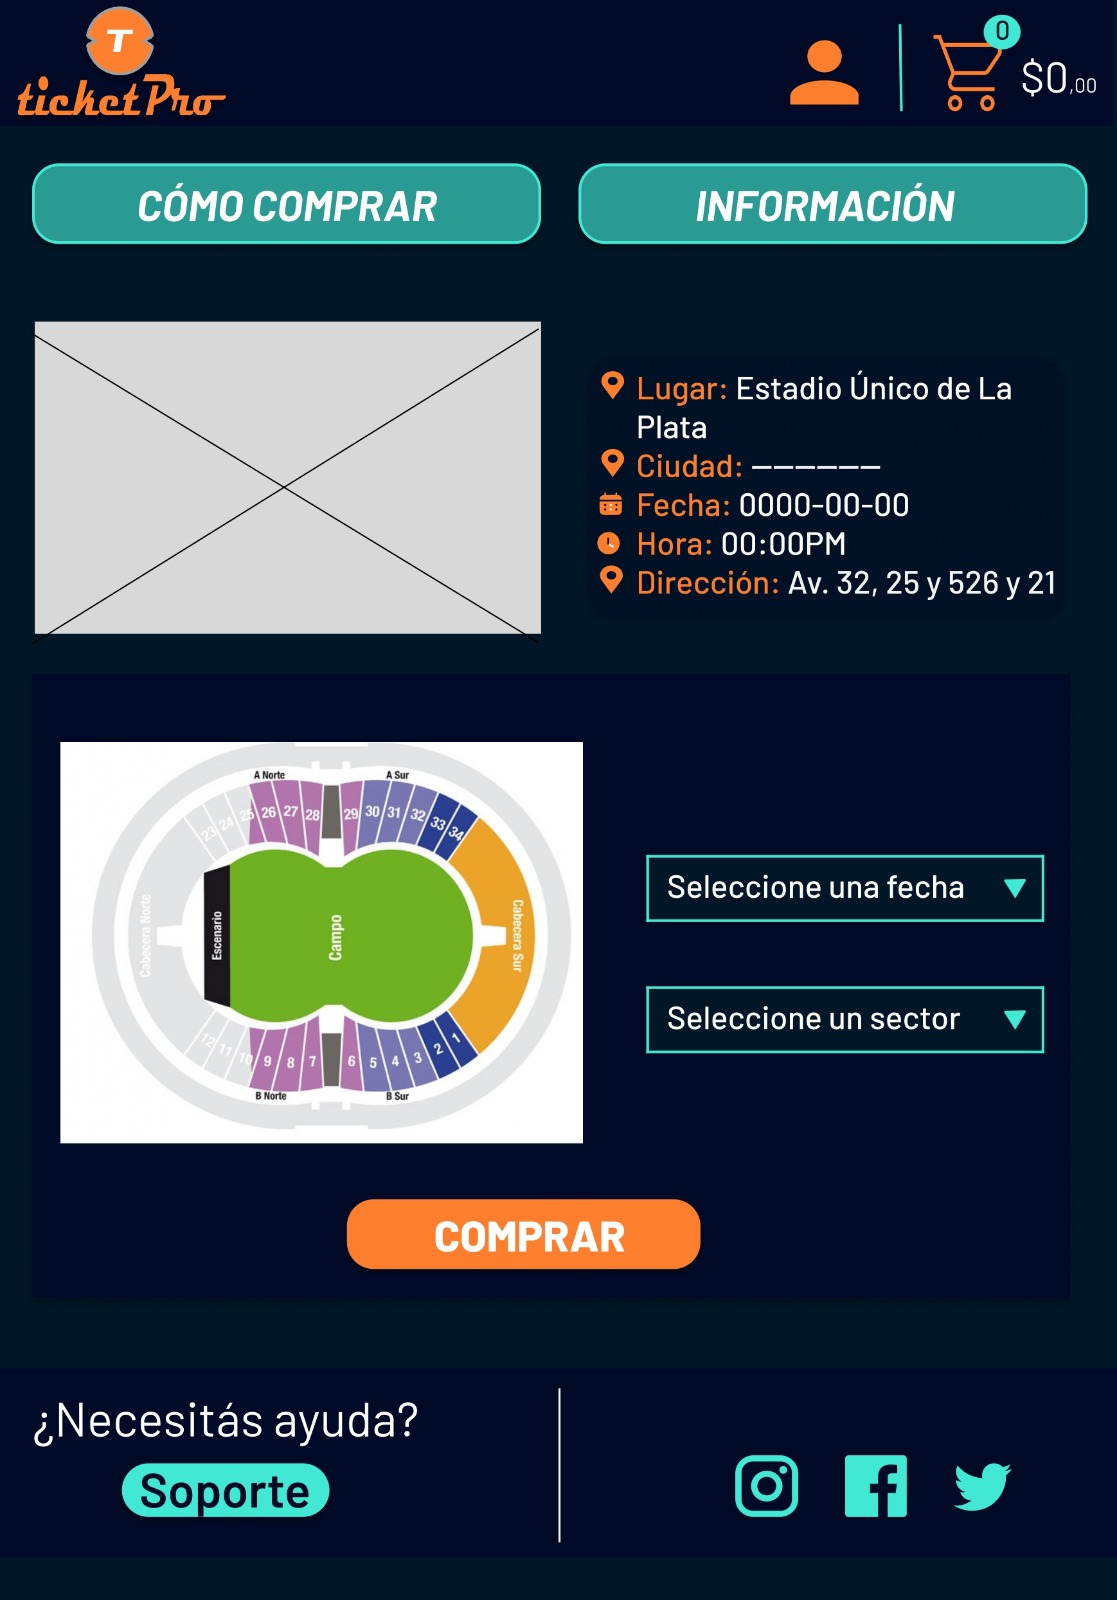 T
ticketPro
0
$0,00
CÓMO COMPRAR
INFORMACIÓN
Lugar: Estadio Único de La
Plata
Ciudad: ––––––
Fecha: 0000-00-00
Hora: 00:00PM
Dirección: Av. 32, 25 y 526 y 21
A Norte
A Sur
23
24
25
26
27
28
29
30
31
32
33
34
Cabecera Norte
Escenario
Campo
Cabecera Sur
12
11
10
9
8
7
6
5
4
3
2
1
B Norte
B Sur
Seleccione una fecha
Seleccione un sector
COMPRAR
¿Necesitás ayuda?
Soporte